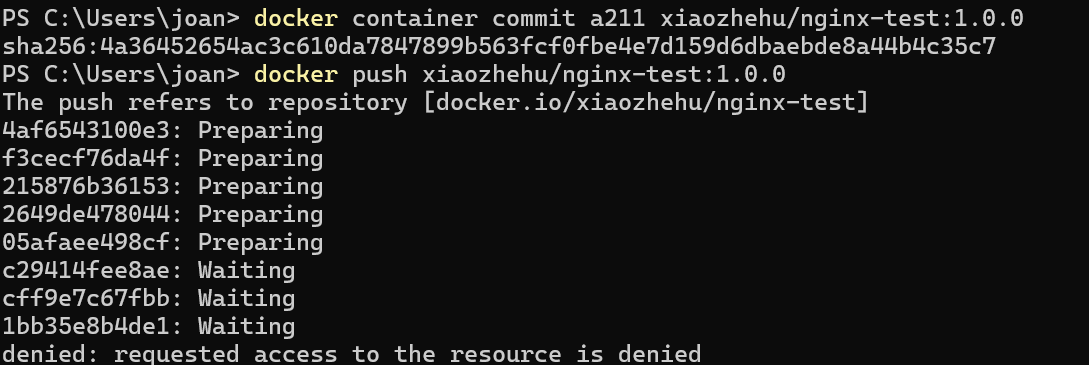 PS C:\Users\joan> docker container commit a211 xiaozhehu/nginx-test:1.0.0
sha256:4a36452654ac3c610da7847899b563fcf0fbe4e7d159d6dbaebde8a44b4c35c7
PS C:\Users\joan> docker push xiaozhehu/nginx-test:1.0.0
The push refers to repository [docker.io/xiaozhehu/nginx-test]
4af6543100e3: Preparing
f3cecf76da4f: Preparing
215876b36153: Preparing
2649de478044: Preparing
05afaee498cf: Preparing
c29414fee8ae: Waiting
cff9e7c67fbb: Waiting
1bb35e8b4de1: Waiting
denied: requested access to the resource is denied